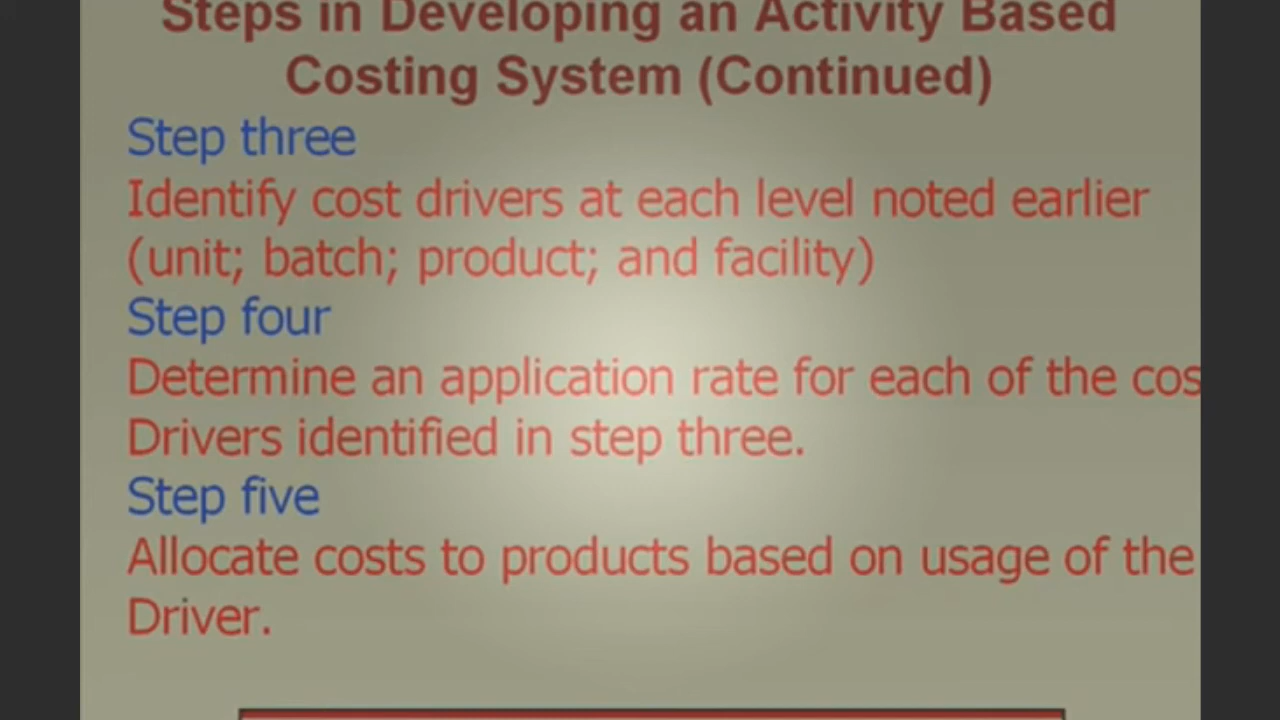 Steps in Developing an Activity Based
Costing System (Continued)
Step three
Identify cost drivers at each level noted earlier
(unit; batch; product; and facility)
Step four
Determine an application rate for each of the cos
Drivers identified in step three.
Step five
Allocate costs to products based on usage of the
Driver.